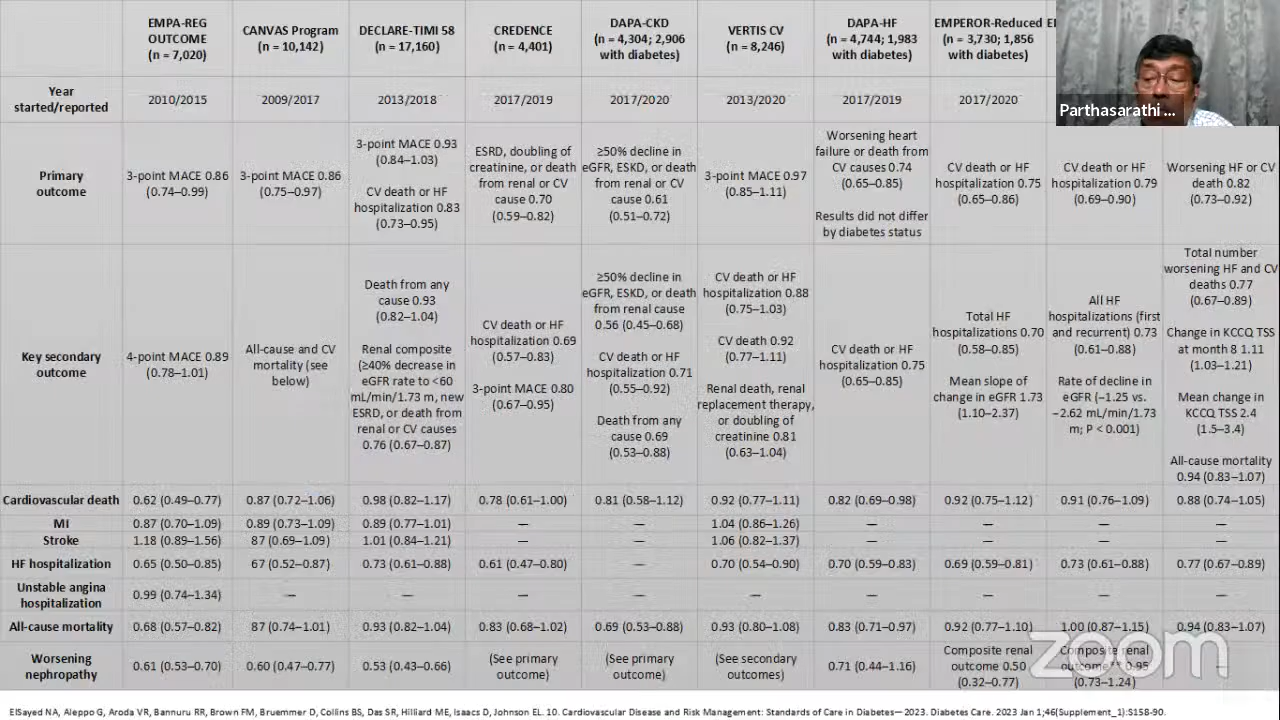 EMPA-REG OUTCOME (n = 7,020) CANVAS Program (n = 10,142) DECLARE-TIMI 58 (n = 17,160) CREDENCE (n = 4,401) DAPA-CKD (n = 4,304; 2,906 with diabetes) VERTIS CV (n = 8,246) DAPA-HF (n = 4,744; 1,983 with diabetes) EMPEROR-Reduced (n = 3,730; 1,856 with diabetes)
Parthasarathi ...
Year started/reported 2010/2015 2009/2017 2013/2018 2017/2019 2017/2020 2013/2020 2017/2019 2017/2020
Primary outcome
3-point MACE 0.86 (0.74–0.99)
3-point MACE 0.86 (0.75–0.97)
3-point MACE 0.93 (0.84–1.03)
CV death or HF hospitalization 0.83 (0.73–0.95)
ESRD, doubling of creatinine, or death from renal or CV cause 0.70 (0.59–0.82)
≥50% decline in eGFR, ESKD, or death from renal or CV cause 0.61 (0.51–0.72)
3-point MACE 0.97 (0.85–1.11)
Worsening heart failure or death from CV causes 0.74 (0.65–0.85)
Results did not differ by diabetes status
CV death or HF hospitalization 0.75 (0.65–0.86)
CV death or HF hospitalization 0.79 (0.69–0.90)
Worsening HF or CV death 0.82 (0.73–0.92)
Key secondary outcome
4-point MACE 0.89 (0.78–1.01)
All-cause and CV mortality (see below)
Death from any cause 0.93 (0.82–1.04)
Renal composite (≥40% decrease in eGFR rate to <60 mL/min/1.73 m, new ESRD, or death from renal or CV causes 0.76 (0.67–0.87)
CV death or HF hospitalization 0.69 (0.57–0.83)
3-point MACE 0.80 (0.67–0.95)
≥50% decline in eGFR, ESKD, or death from renal cause 0.56 (0.45–0.68)
CV death or HF hospitalization 0.71 (0.55–0.92)
Death from any cause 0.69 (0.53–0.88)
CV death or HF hospitalization 0.88 (0.75–1.03)
CV death 0.92 (0.77–1.11)
Renal death, renal replacement therapy, or doubling of creatinine 0.81 (0.63–1.04)
CV death or HF hospitalization 0.75 (0.65–0.85)
Total HF hospitalizations 0.70 (0.58–0.85)
Mean slope of change in eGFR 1.73 (1.10–2.37)
All HF hospitalizations (first and recurrent) 0.73 (0.61–0.88)
Rate of decline in eGFR (−1.25 vs. −2.62 mL/min/1.73 m; P < 0.001)
Total number worsening HF and CV deaths 0.77 (0.67–0.89)
Change in KCCQ TSS at month 8 1.11 (1.03–1.21)
Mean change in KCCQ TSS 2.4 (1.5–3.4)
All-cause mortality 0.94 (0.83–1.07)
Cardiovascular death 0.62 (0.49–0.77) 0.87 (0.72–1.06) 0.98 (0.82–1.17) 0.78 (0.61–1.00) 0.81 (0.58–1.12) 0.92 (0.77–1.11) 0.82 (0.69–0.98) 0.92 (0.75–1.12) 0.91 (0.76–1.09) 0.88 (0.74–1.05)
MI 0.87 (0.70–1.09) 0.89 (0.73–1.09) 0.89 (0.77–1.01) — — 1.04 (0.86–1.26) — — — —
Stroke 1.18 (0.89–1.56) 87 (0.69–1.09) 1.01 (0.84–1.21) — — 1.06 (0.82–1.37) — — — —
HF hospitalization 0.65 (0.50–0.85) 67 (0.52–0.87) 0.73 (0.61–0.88) 0.61 (0.47–0.80) — 0.70 (0.54–0.90) 0.70 (0.59–0.83) 0.69 (0.59–0.81) 0.73 (0.61–0.88) 0.77 (0.67–0.89)
Unstable angina hospitalization 0.99 (0.74–1.34) — — — — — — — — —
All-cause mortality 0.68 (0.57–0.82) 87 (0.74–1.01) 0.93 (0.82–1.04) 0.83 (0.68–1.02) 0.69 (0.53–0.88) 0.93 (0.80–1.08) 0.83 (0.71–0.97) 0.92 (0.77–1.10) 1.00 (0.87–1.15) 0.94 (0.83–1.07)
Worsening nephropathy 0.61 (0.53–0.70) 0.60 (0.47–0.77) 0.53 (0.43–0.66) (See primary outcome) (See primary outcome) (See secondary outcomes) 0.71 (0.44–1.16) Composite renal outcome 0.50 (0.32–0.77) Composite renal outcome** 0.95 (0.73–1.24) —
zoom
ElSayed NA, Aleppo G, Aroda VR, Bannuru RR, Brown FM, Bruemmer D, Collins BS, Das SR, Hilliard ME, Isaacs D, Johnson EL. 10. Cardiovascular Disease and Risk Management: Standards of Care in Diabetes—2023. Diabetes Care. 2023 Jan 1;46(Supplement_1):S158-90.